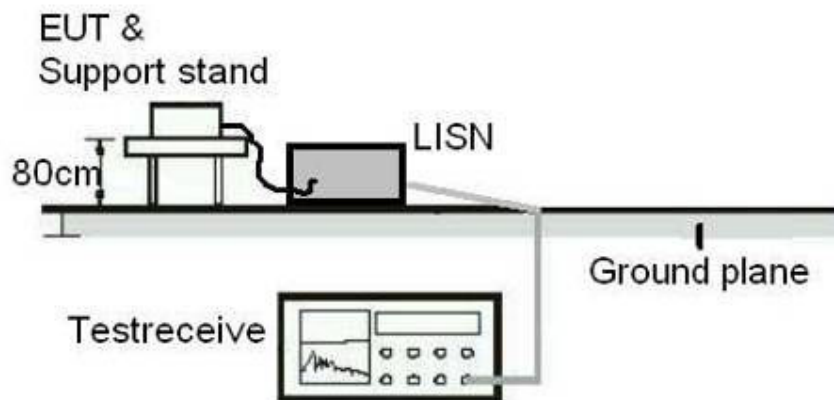 EUT &
Support stand
LISN
80cm
Ground plane
Testreceive